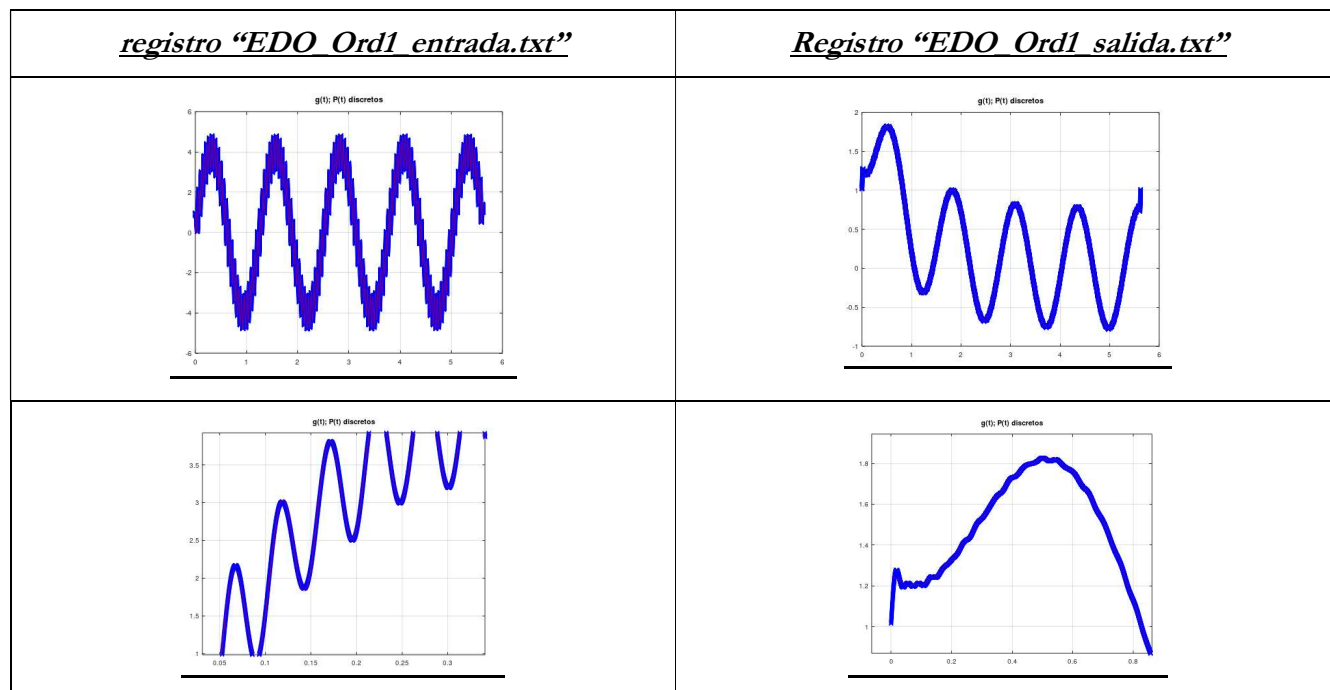 registro “EDO_Ord1_entrada.txt”
Registro “EDO_Ord1_salida.txt”
g(t); P(t) discretos
6
4
2
0
-2
-4
-6
0 1 2 3 4 5 6
g(t); P(t) discretos
2
1.5
1
0.5
0
-0.5
-1
0 1 2 3 4 5 6
g(t); P(t) discretos
3.5
3
2.5
2
1.5
1
0.05 0.1 0.15 0.2 0.25 0.3
g(t); P(t) discretos
1.8
1.6
1.4
1.2
1
0 0.2 0.4 0.6 0.8